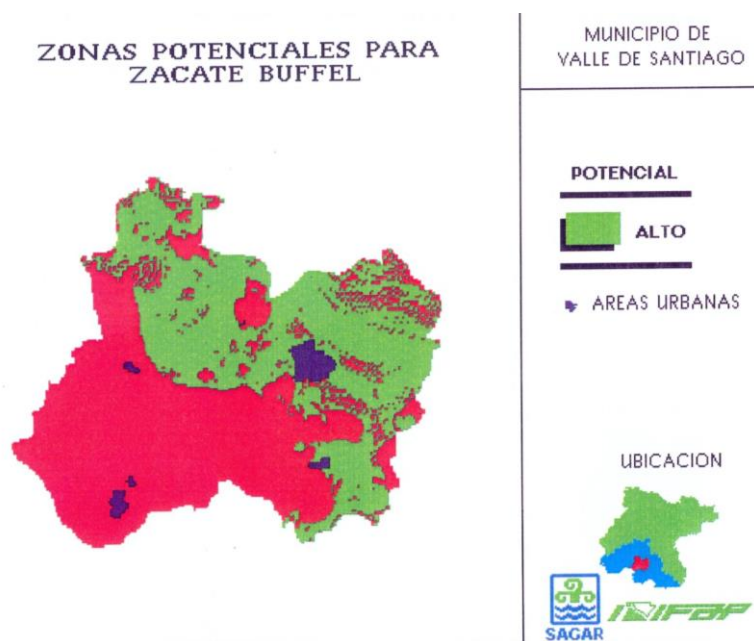 ZONAS POTENCIALES PARA
ZACATE BUFFEL
MUNICIPIO DE
VALLE DE SANTIAGO
POTENCIAL
ALTO
AREAS URBANAS
UBICACION
SAGAR
INIFAP